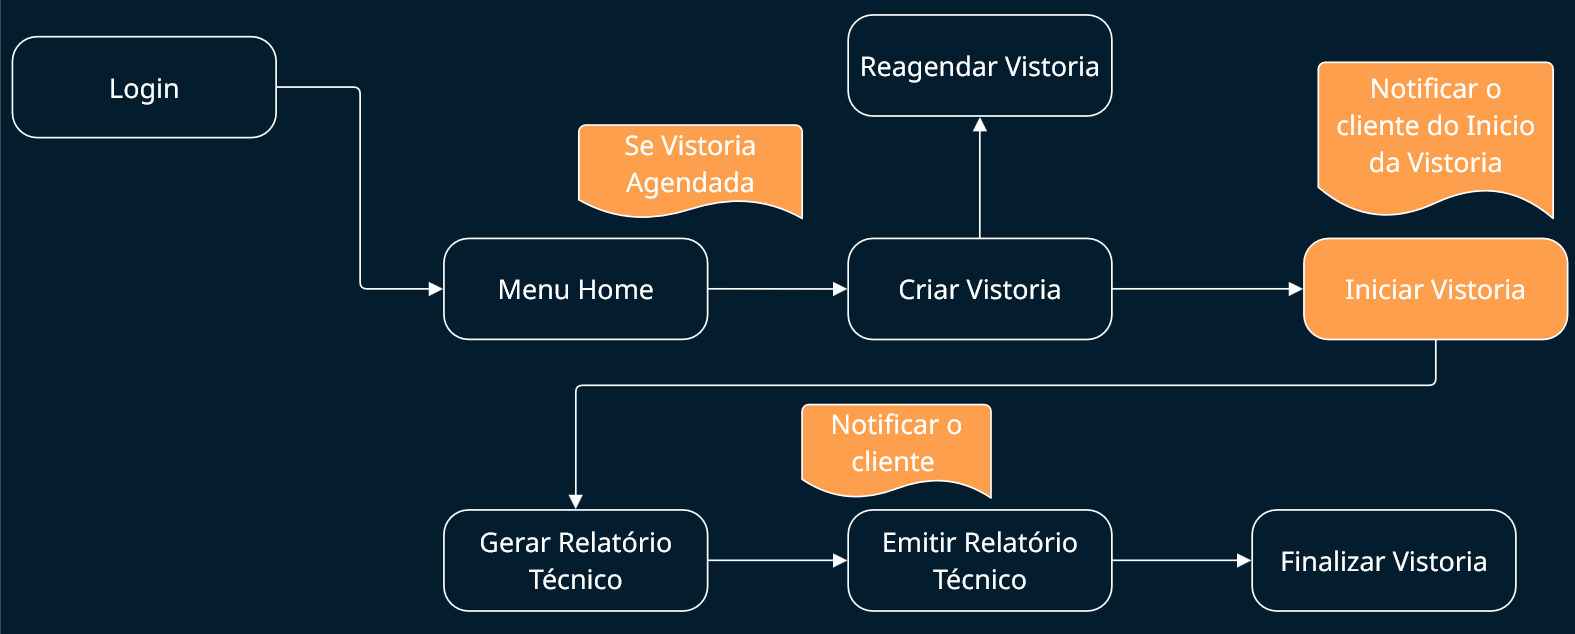 Login
Reagendar Vistoria
Notificar o
cliente do Inicio
da Vistoria
Se Vistoria
Agendada
Menu Home
Criar Vistoria
Iniciar Vistoria
Notificar o
cliente
Gerar Relatório
Técnico
Emitir Relatório
Técnico
Finalizar Vistoria